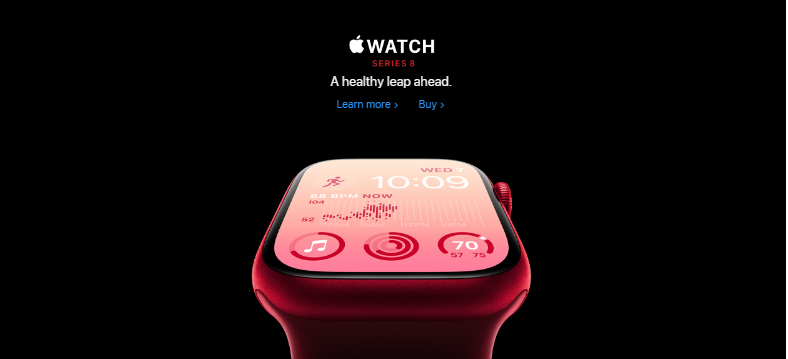 WATCH
SERIES 8
A healthy leap ahead.
Learn more >
Buy >
WED 7
10:09
68 BPM NOW
104
52
70
57 75